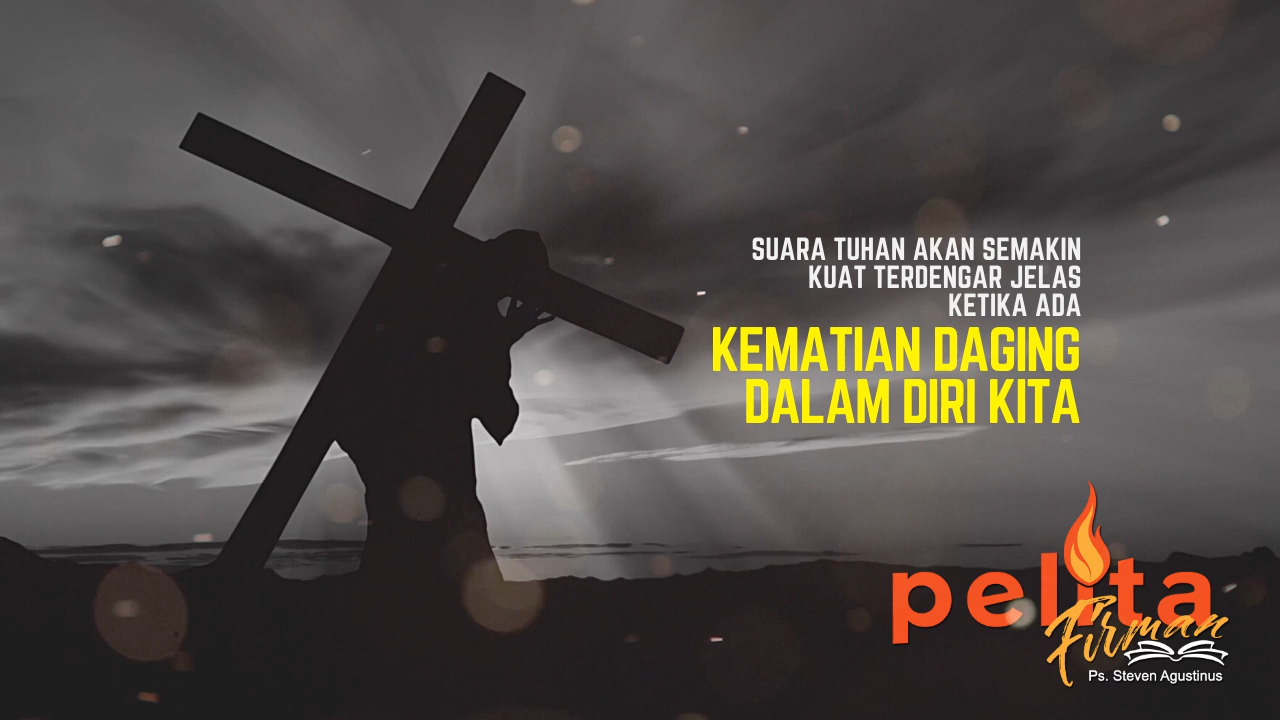 SUARA TUHAN AKAN SEMAKIN
KUAT TERDENGAR JELAS
KETIKA ADA
KEMATIAN DAGING
DALAM DIRI KITA
pelita
Firman
Ps. Steven Agustinus